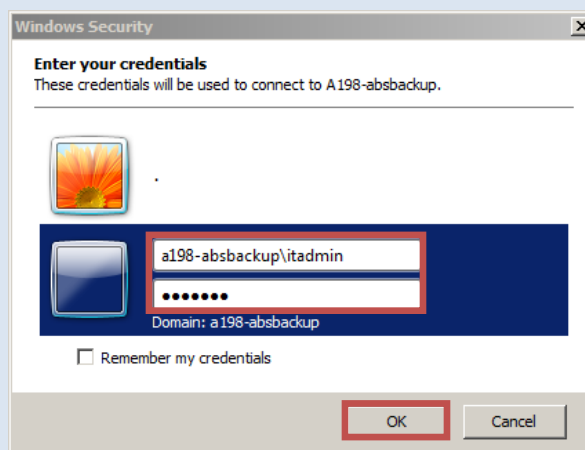 Windows Security
Enter your credentials
These credentials will be used to connect to A198-absbackup.
.
a198-absbackup\itadmin
●●●●●●●
Domain: a198-absbackup
Remember my credentials
OK
Cancel